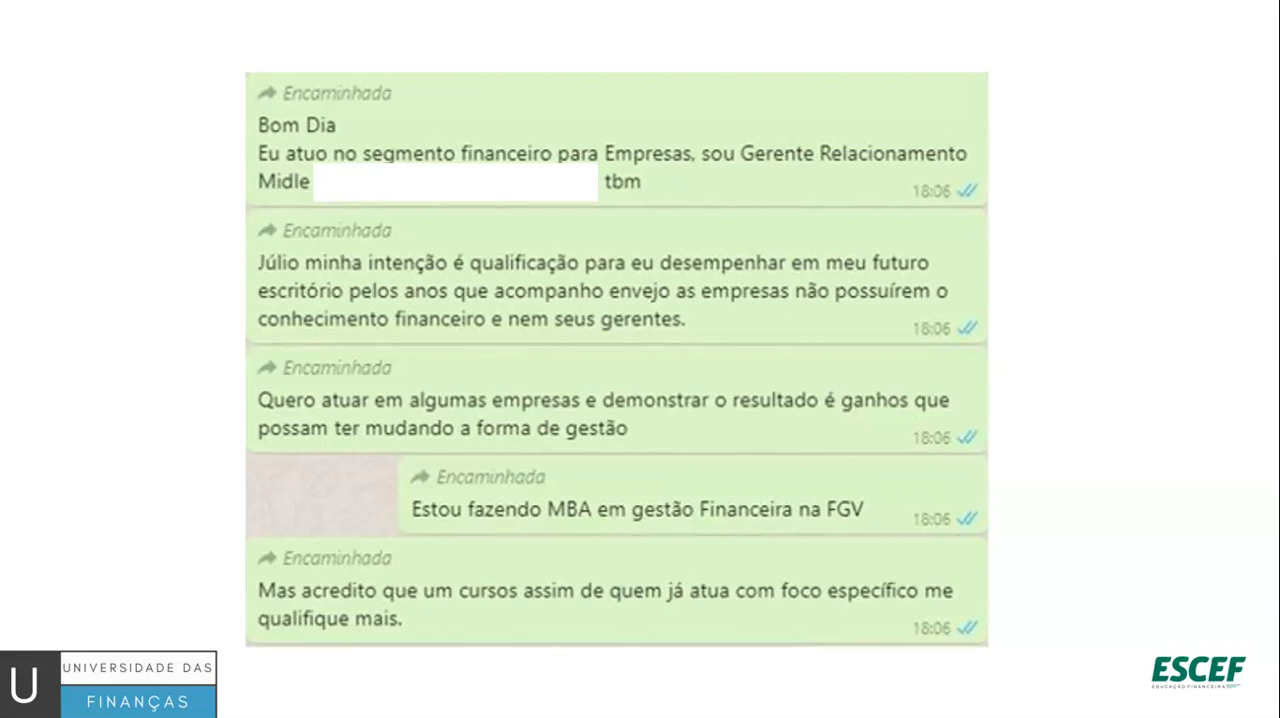 Encaminhada
Bom Dia
Eu atuo no segmento financeiro para Empresas, sou Gerente Relacionamento
Midle tbm
18:06
Encaminhada
Júlio minha intenção é qualificação para eu desempenhar em meu futuro
escritório pelos anos que acompanho envejo as empresas não possuírem o
conhecimento financeiro e nem seus gerentes.
18:06
Encaminhada
Quero atuar em algumas empresas e demonstrar o resultado é ganhos que
possam ter mudando a forma de gestão
18:06
Encaminhada
Estou fazendo MBA em gestão Financeira na FGV
18:06
Encaminhada
Mas acredito que um cursos assim de quem já atua com foco específico me
qualifique mais.
18:06
U
UNIVERSIDADE DAS
FINANÇAS
ESCEF
EDUCAÇÃO FINANCEIRA